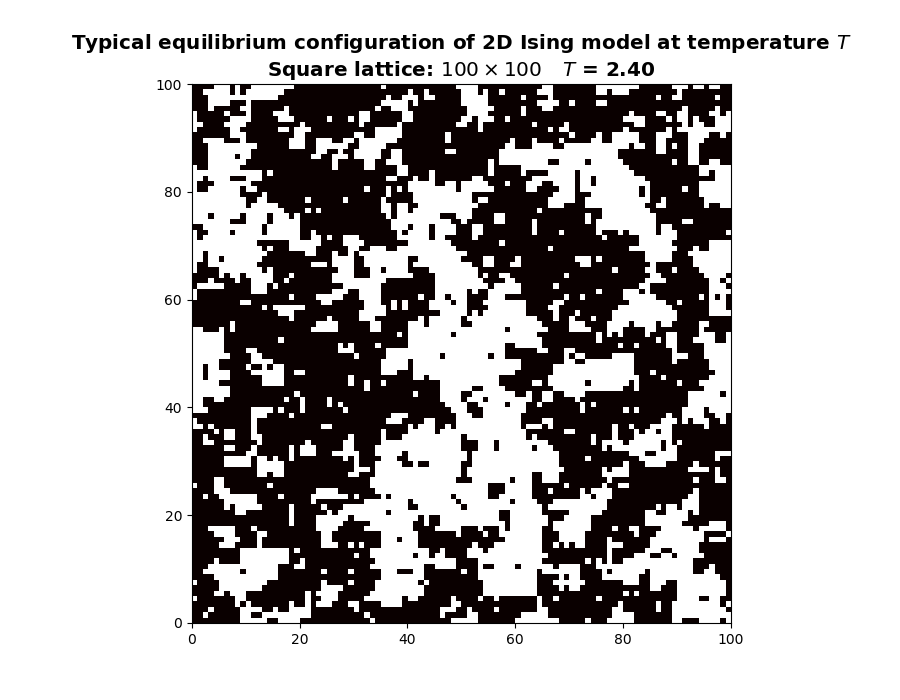 Typical equilibrium configuration of 2D Ising model at temperature T
Square lattice: 100 × 100 T = 2.40
100
80
60
40
20
0
0 20 40 60 80 100